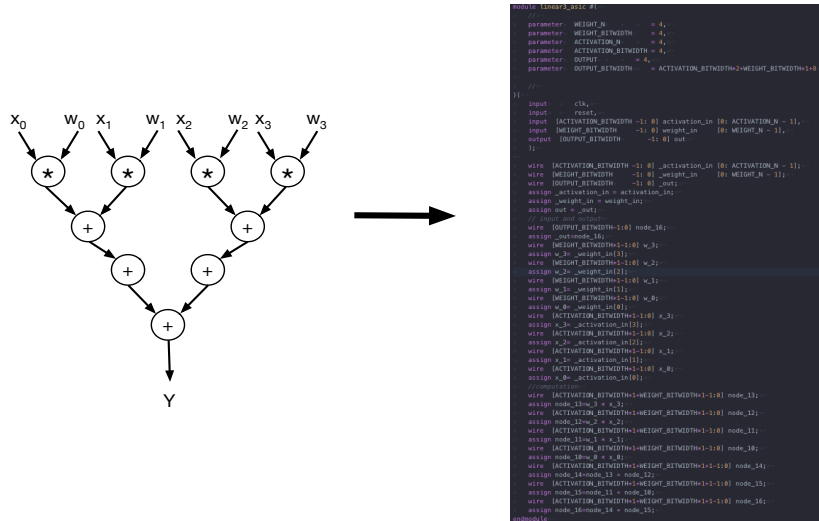 x0 w0 x1 w1 x2 w2 x3 w3
* * * *
+ +
+ +
+
Y
module linear3_asic #(
//
parameter WEIGHT_N = 4,
parameter WEIGHT_BITWIDTH = 4,
parameter ACTIVATION_N = 4,
parameter ACTIVATION_BITWIDTH = 4,
parameter OUTPUT = 4,
parameter OUTPUT_BITWIDTH = ACTIVATION_BITWIDTH+2+WEIGHT_BITWIDTH+1+
//
)(
input clk,
input reset,
input [ACTIVATION_BITWIDTH -1: 0] activation_in [0: ACTIVATION_N - 1],
input [WEIGHT_BITWIDTH -1: 0] weight_in [0: WEIGHT_N - 1],
output [OUTPUT_BITWIDTH -1: 0] out
);
wire [ACTIVATION_BITWIDTH -1: 0] _activation_in [0: ACTIVATION_N - 1];
wire [WEIGHT_BITWIDTH -1: 0] _weight_in [0: WEIGHT_N - 1];
wire [OUTPUT_BITWIDTH -1: 0] _out;
assign _activation_in = activation_in;
assign _weight_in = weight_in;
assign out = _out;
// input and output
wire [OUTPUT_BITWIDTH-1:0] node_16;
assign _out=node_16;
wire [WEIGHT_BITWIDTH+1-1:0] w_3;
assign w_3= _weight_in[3];
wire [WEIGHT_BITWIDTH+1-1:0] w_2;
assign w_2= _weight_in[2];
wire [WEIGHT_BITWIDTH+1-1:0] w_1;
assign w_1= _weight_in[1];
wire [WEIGHT_BITWIDTH+1-1:0] w_0;
assign w_0= _weight_in[0];
wire [ACTIVATION_BITWIDTH+1-1:0] x_3;
assign x_3= _activation_in[3];
wire [ACTIVATION_BITWIDTH+1-1:0] x_2;
assign x_2= _activation_in[2];
wire [ACTIVATION_BITWIDTH+1-1:0] x_1;
assign x_1= _activation_in[1];
wire [ACTIVATION_BITWIDTH+1-1:0] x_0;
assign x_0= _activation_in[0];
//computation
wire [ACTIVATION_BITWIDTH+1+WEIGHT_BITWIDTH+1-1:0] node_13;
assign node_13=w_3 * x_3;
wire [ACTIVATION_BITWIDTH+1+WEIGHT_BITWIDTH+1-1:0] node_12;
assign node_12=w_2 * x_2;
wire [ACTIVATION_BITWIDTH+1+WEIGHT_BITWIDTH+1-1:0] node_11;
assign node_11=w_1 * x_1;
wire [ACTIVATION_BITWIDTH+1+WEIGHT_BITWIDTH+1-1:0] node_10;
assign node_10=w_0 * x_0;
wire [ACTIVATION_BITWIDTH+1+WEIGHT_BITWIDTH+1+1-1:0] node_14;
assign node_14=node_13 + node_12;
wire [ACTIVATION_BITWIDTH+1+WEIGHT_BITWIDTH+1+1-1:0] node_15;
assign node_15=node_11 + node_10;
wire [ACTIVATION_BITWIDTH+1+WEIGHT_BITWIDTH+1+1-1:0] node_16;
assign node_16=node_14 + node_15;
endmodule